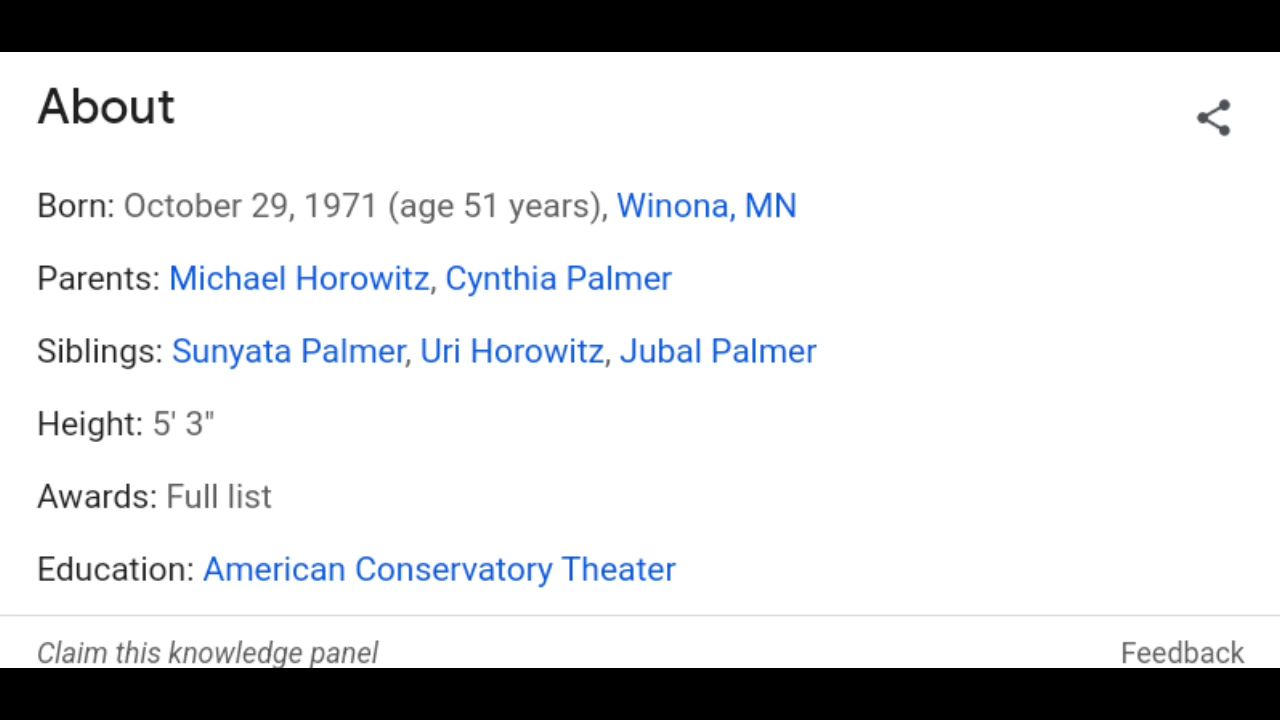 About
Born: October 29, 1971 (age 51 years), Winona, MN
Parents: Michael Horowitz, Cynthia Palmer
Siblings: Sunyata Palmer, Uri Horowitz, Jubal Palmer
Height: 5' 3"
Awards: Full list
Education: American Conservatory Theater
Claim this knowledge panel Feedback